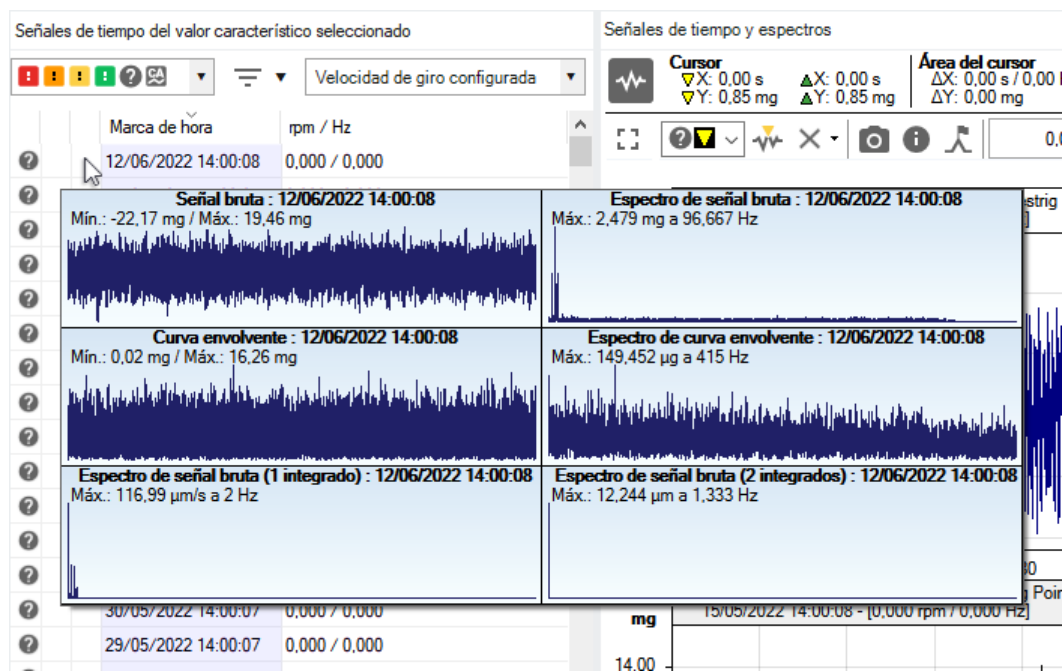 Señales de tiempo del valor característico seleccionado
Señales de tiempo y espectros
Cursor
X: 0,00 s
X: 0,00 s
Y: 0,85 mg
Y: 0,85 mg
Área del cursor
ΔX: 0,00 s / 0,00
ΔY: 0,00 mg
CA
Velocidad de giro configurada
Marca de hora
rpm / Hz
12/06/2022 14:00:08
0,000 / 0,000
Señal bruta : 12/06/2022 14:00:08
Mín.: -22,17 mg / Máx.: 19,46 mg
Espectro de señal bruta : 12/06/2022 14:00:08
Máx.: 2,479 mg a 96,667 Hz
Curva envolvente : 12/06/2022 14:00:08
Mín.: 0,02 mg / Máx.: 16,26 mg
Espectro de curva envolvente : 12/06/2022 14:00:08
Máx.: 149,452 µg a 415 Hz
Espectro de señal bruta (1 integrado) : 12/06/2022 14:00:08
Máx.: 116,99 µm/s a 2 Hz
Espectro de señal bruta (2 integrados) : 12/06/2022 14:00:08
Máx.: 12,244 µm a 1,333 Hz
30/05/2022 14:00:07
0,000 / 0,000
29/05/2022 14:00:07
0,000 / 0,000
15/05/2022 14:00:08 - [0,000 rpm / 0,000 Hz]
mg
14.00